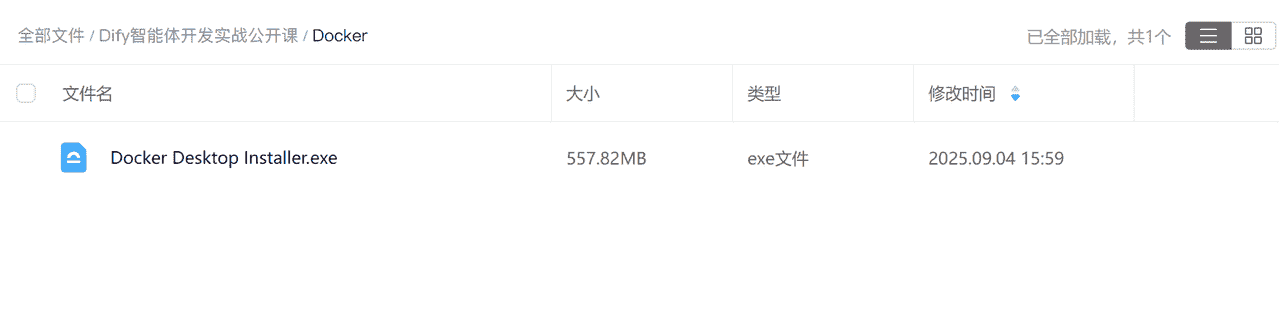 全部文件 / Dify智能体开发实战公开课 / Docker 已全部加载，共1个
文件名 大小 类型 修改时间
Docker Desktop Installer.exe 557.82MB exe文件 2025.09.04 15:59